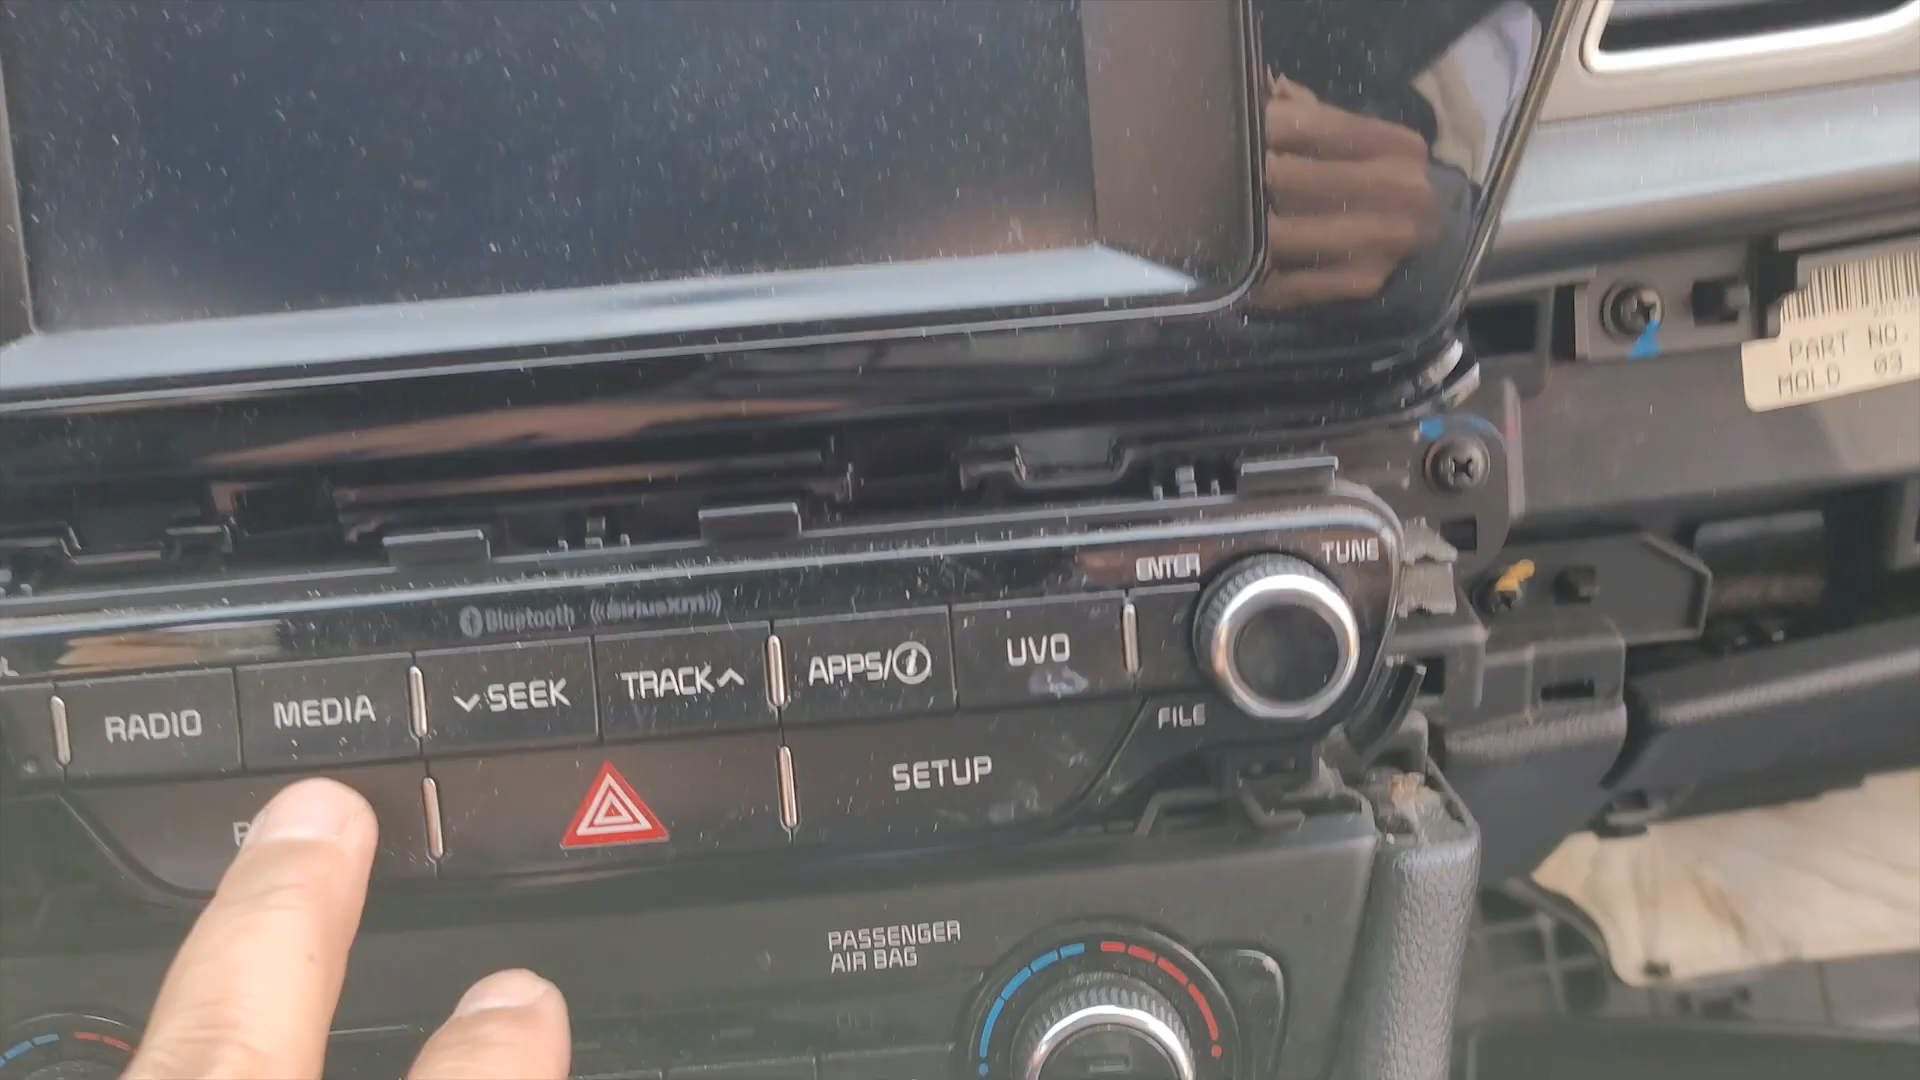 PART NO.
MOLD 03
ENTER
TUNE
Bluetooth
SiriusXM
RADIO
MEDIA
SEEK
TRACK
APPS/i
UVO
FILE
SETUP
PASSENGER
AIR BAG